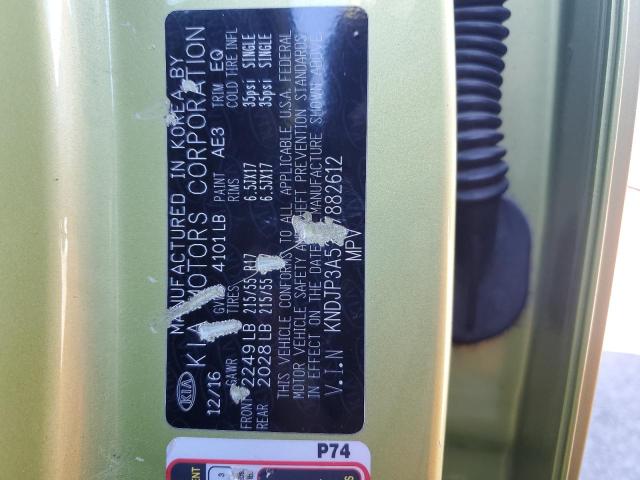 KIA
MANUFACTURED IN KOREA BY
KIA MOTORS CORPORATION
12/16 4101LB PAINT AE3 TRIM EQ
GAWR TIRES RIMS COLD TIRE INFL
FRONT 2249LB 215/55 R17 6.5JX17 35psi SINGLE
REAR 2028LB 215/55 6.5JX17 35psi SINGLE
THIS VEHICLE CONFORMS TO ALL APPLICABLE U.S.A. FEDERAL
MOTOR VEHICLE SAFETY AND THEFT PREVENTION STANDARDS
IN EFFECT ON THE DATE MANUFACTURE SHOWN ABOVE
V.I.N KNDJP3A5 7882612
MPV
P74